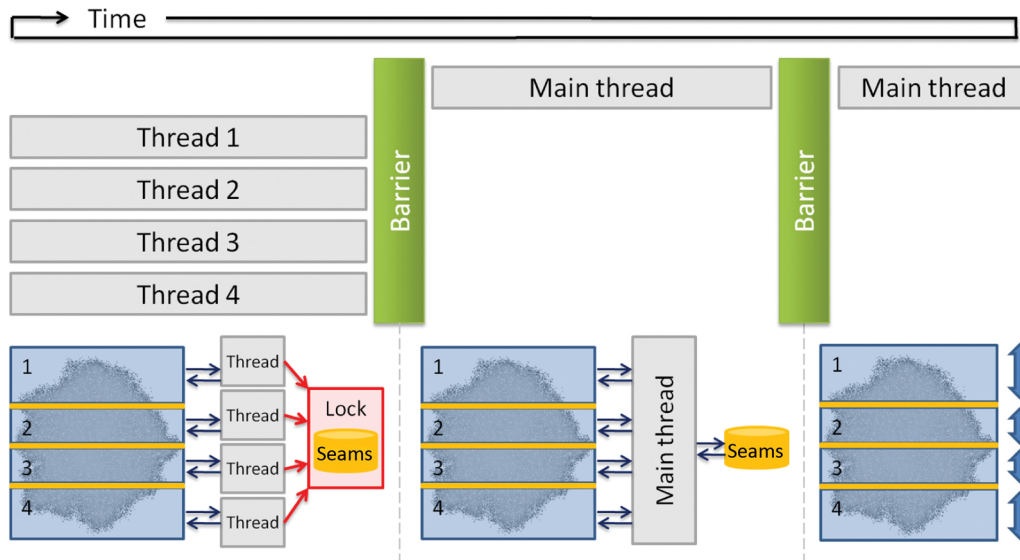 Time
Main thread
Main thread
Thread 1
Thread 2
Thread 3
Thread 4
Barrier
Barrier
1
2
3
4
Thread
Thread
Thread
Thread
Lock
Seams
1
2
3
4
Main thread
Seams
1
2
3
4